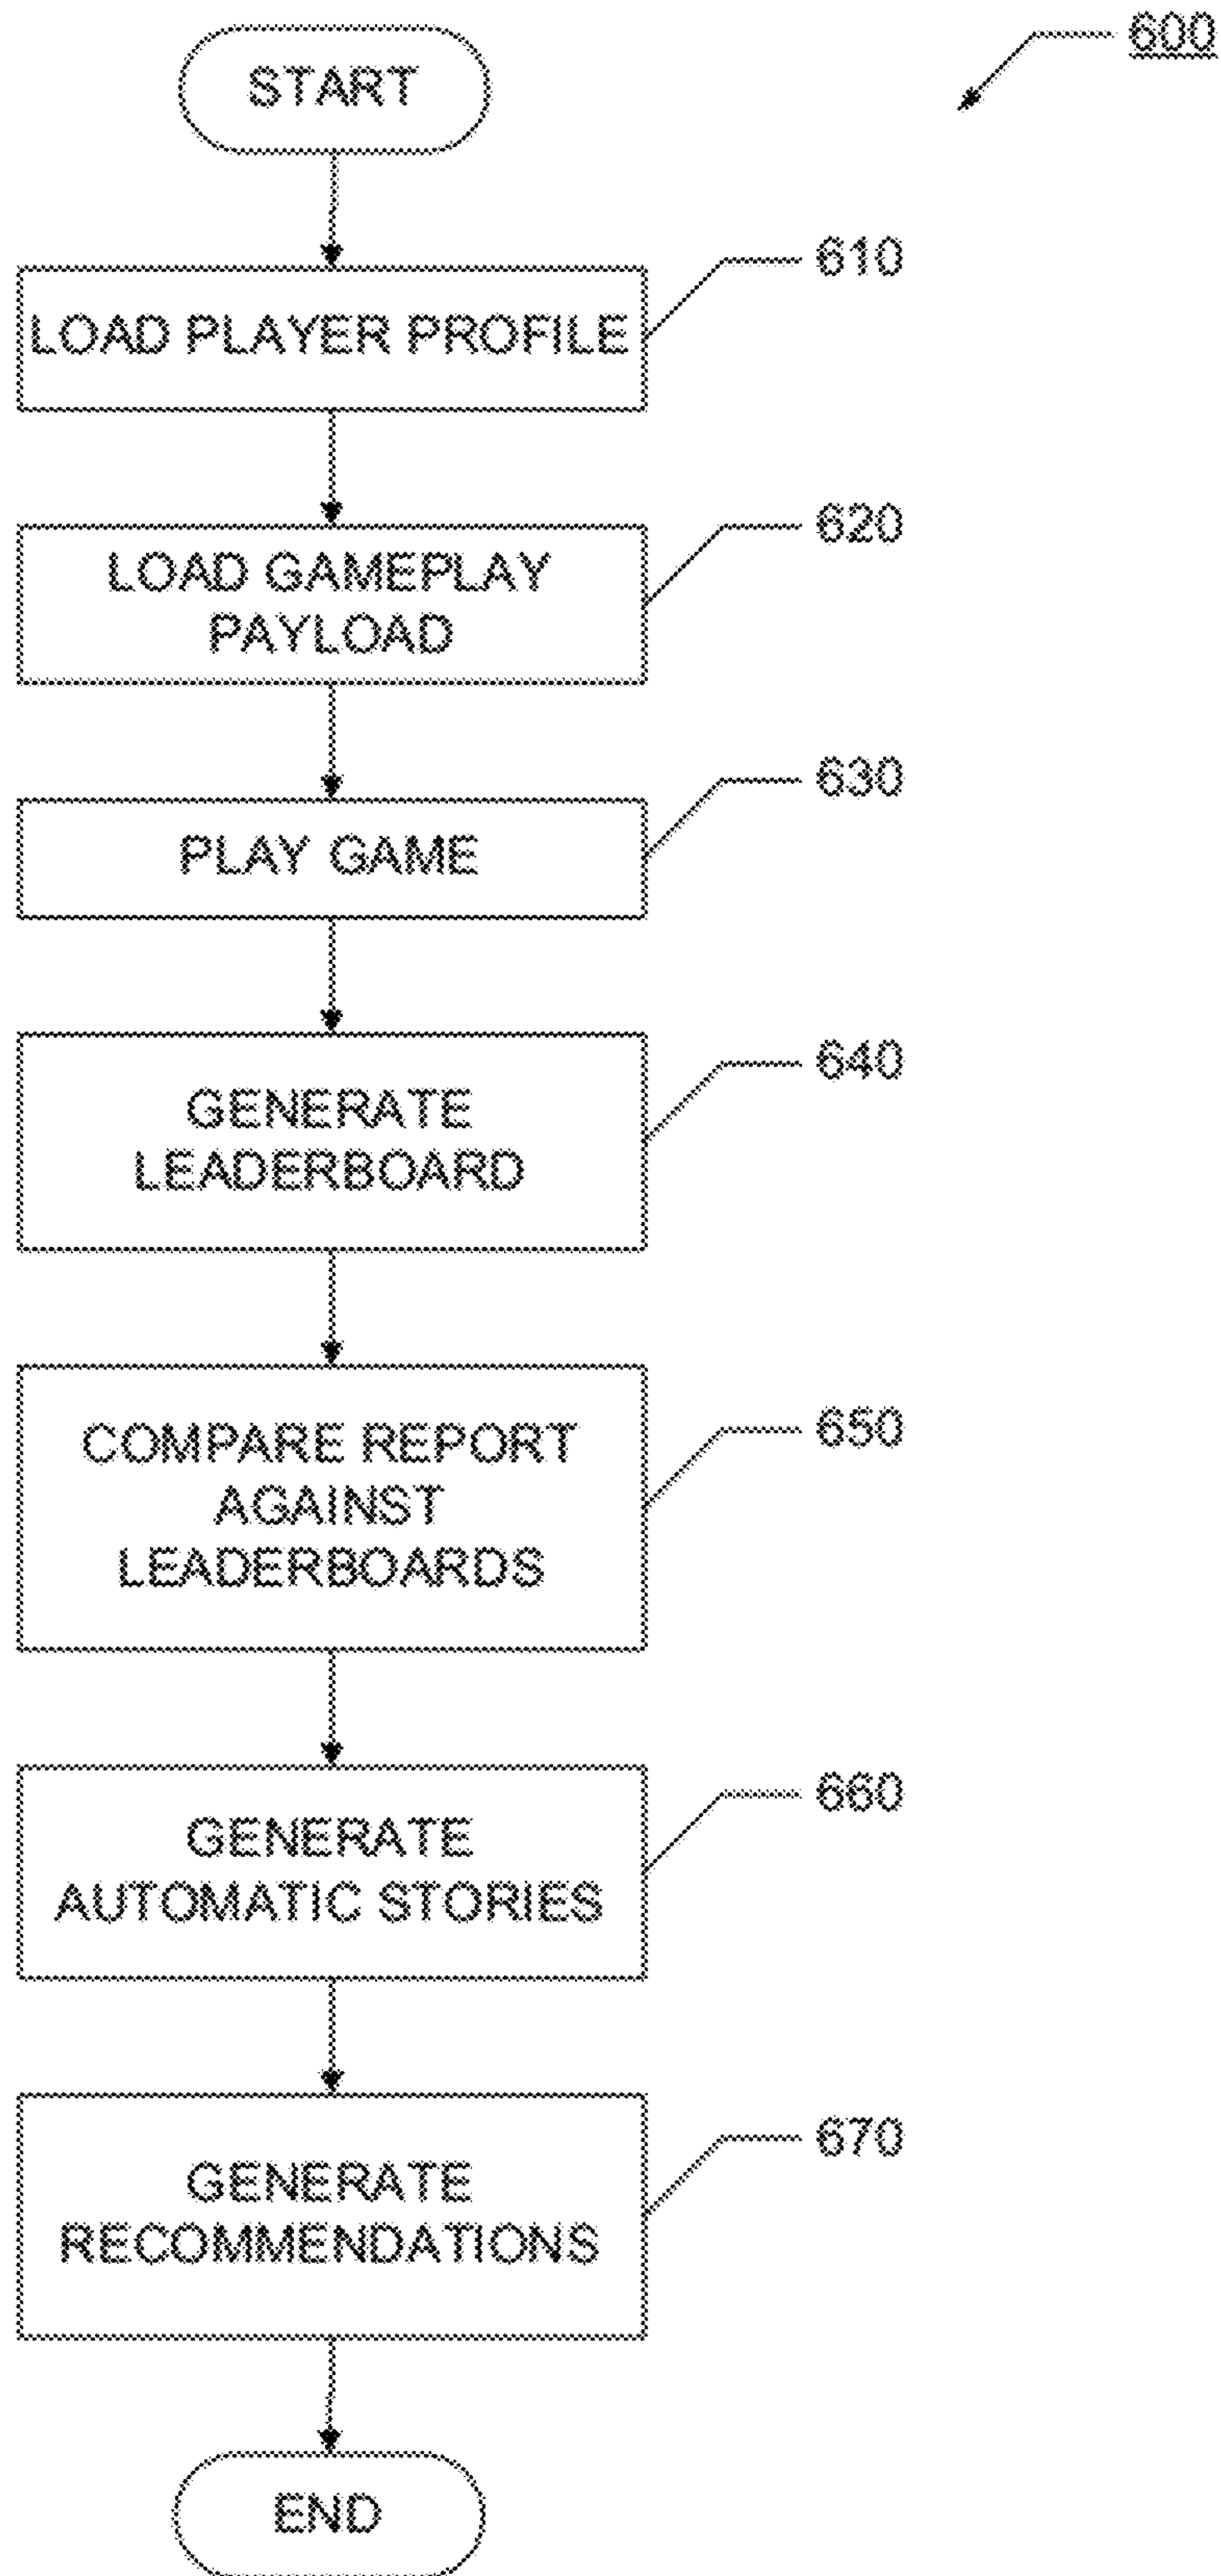 600
START
610
LOAD PLAYER PROFILE
620
LOAD GAMEPLAY
PAYLOAD
630
PLAY GAME
640
GENERATE
LEADERBOARD
650
COMPARE REPORT
AGAINST
LEADERBOARDS
660
GENERATE
AUTOMATIC STORIES
670
GENERATE
RECOMMENDATIONS
END